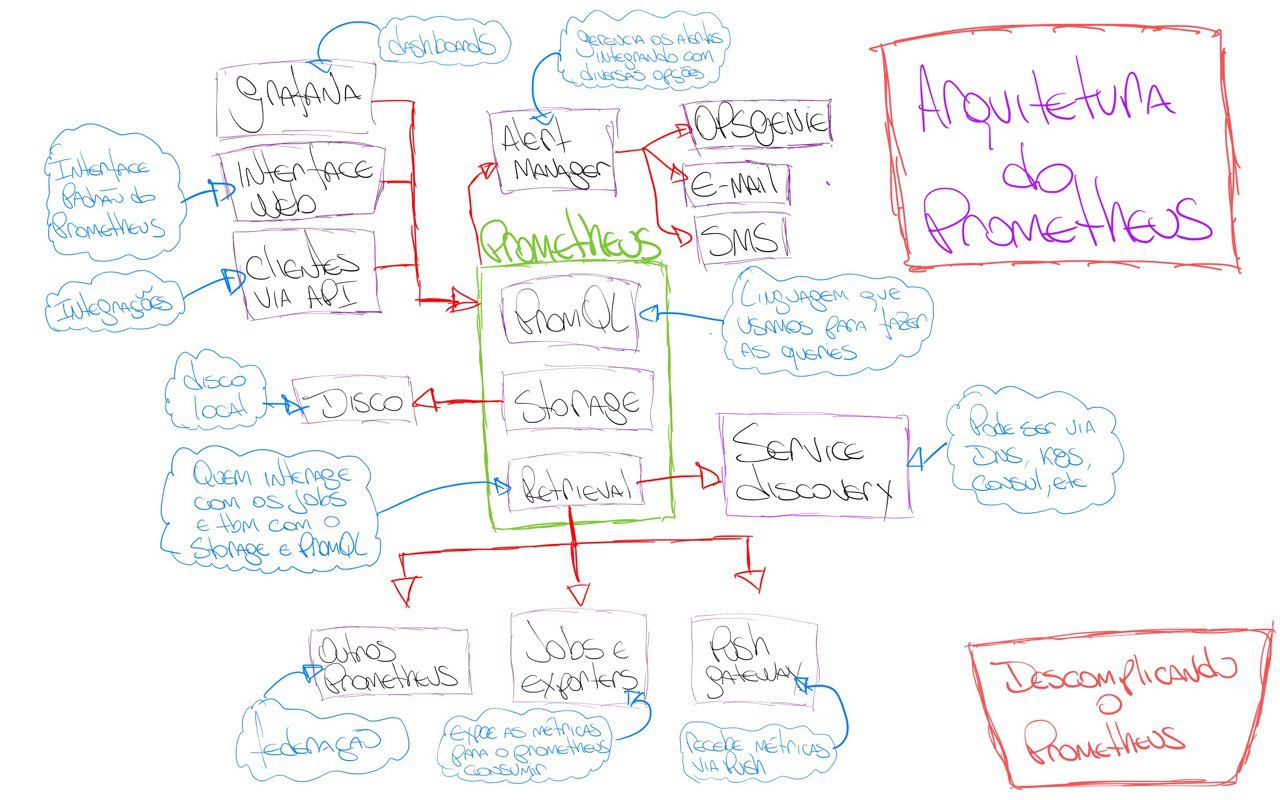 dashboards
gerencia os alertas
integrando com
diversas opções
Arquitetura
do
Prometheus
Grafana
Alert
Manager
OPSGENIE
E-mail
SMS
Interface
Padrão do
Prometheus
Interface
Web
Clientes
via API
Integrações
Prometheus
PromQL
Linguagem que
usamos para fazer
as queries
disco
local
Disco
Storage
Service
discovery
Pode ser via
DNS, K8S,
Consul, etc
Quem interage
com os jobs
e tbm com o
Storage e PromQL
Retrieval
Outros
Prometheus
Jobs e
exporters
Push
gateway
federação
Expoe as métricas
para o prometheus
consumir
recebe métricas
via Push
Descomplicando
o
Prometheus